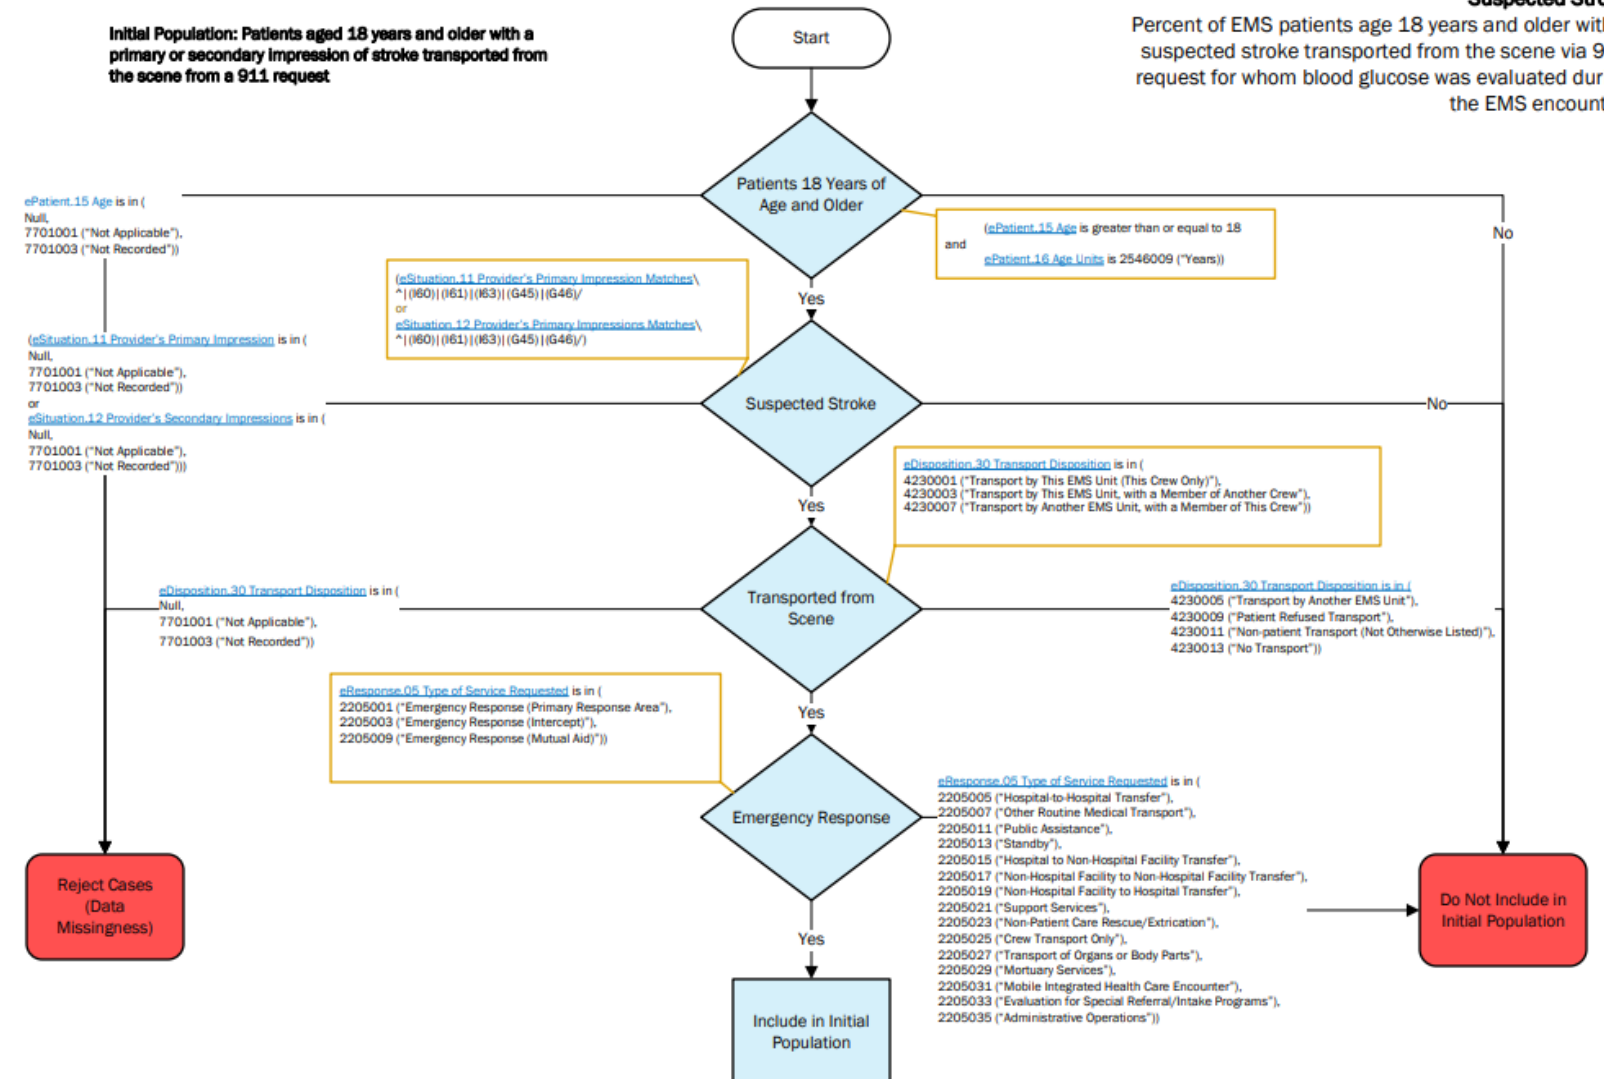 Suspected Stro
Initial Population: Patients aged 18 years and older with a
primary or secondary impression of stroke transported from
the scene from a 911 request
Start
Percent of EMS patients age 18 years and older with
suspected stroke transported from the scene via 9
request for whom blood glucose was evaluated dur
the EMS encount
Patients 18 Years of
Age and Older
ePatient.15 Age is in (
Null,
7701001 ("Not Applicable"),
7701003 ("Not Recorded"))
(ePatient.15 Age is greater than or equal to 18
and
ePatient.16 Age Units is 2546009 ("Years))
No
(eSituation.11 Provider's Primary Impression Matches\
^|(I60)|(I61)|(I63)|(G45)|(G46)/
or
eSituation.12 Provider's Primary Impressions Matches\
^|(I60)|(I61)|(I63)|(G45)|(G46)/)
Yes
(eSituation.11 Provider's Primary Impression is in (
Null,
7701001 ("Not Applicable"),
7701003 ("Not Recorded"))
or
eSituation.12 Provider's Secondary Impressions is in (
Null,
7701001 ("Not Applicable"),
7701003 ("Not Recorded")))
Suspected Stroke
No
eDisposition.30 Transport Disposition is in (
4230001 ("Transport by This EMS Unit (This Crew Only)"),
4230003 ("Transport by This EMS Unit, with a Member of Another Crew"),
4230007 ("Transport by Another EMS Unit, with a Member of This Crew"))
Yes
eDisposition.30 Transport Disposition is in (
Null,
7701001 ("Not Applicable"),
7701003 ("Not Recorded"))
Transported from
Scene
eDisposition.30 Transport Disposition is in (
4230005 ("Transport by Another EMS Unit"),
4230009 ("Patient Refused Transport"),
4230011 ("Non-patient Transport (Not Otherwise Listed)"),
4230013 ("No Transport"))
eResponse.05 Type of Service Requested is in (
2205001 ("Emergency Response (Primary Response Area"),
2205003 ("Emergency Response (Intercept)"),
2205009 ("Emergency Response (Mutual Aid)"))
Yes
Emergency Response
eResponse.05 Type of Service Requested is in (
2205005 ("Hospital-to-Hospital Transfer"),
2205007 ("Other Routine Medical Transport"),
2205011 ("Public Assistance"),
2205013 ("Standby"),
2205015 ("Hospital to Non-Hospital Facility Transfer"),
2205017 ("Non-Hospital Facility to Non-Hospital Facility Transfer"),
2205019 ("Non-Hospital Facility to Hospital Transfer"),
2205021 ("Support Services"),
2205023 ("Non-Patient Care Rescue/Extrication"),
2205025 ("Crew Transport Only"),
2205027 ("Transport of Organs or Body Parts"),
2205029 ("Mortuary Services"),
2205031 ("Mobile Integrated Health Care Encounter"),
2205033 ("Evaluation for Special Referral/Intake Programs"),
2205035 ("Administrative Operations"))
Reject Cases
(Data
Missingness)
Do Not Include in
Initial Population
Yes
Include in Initial
Population